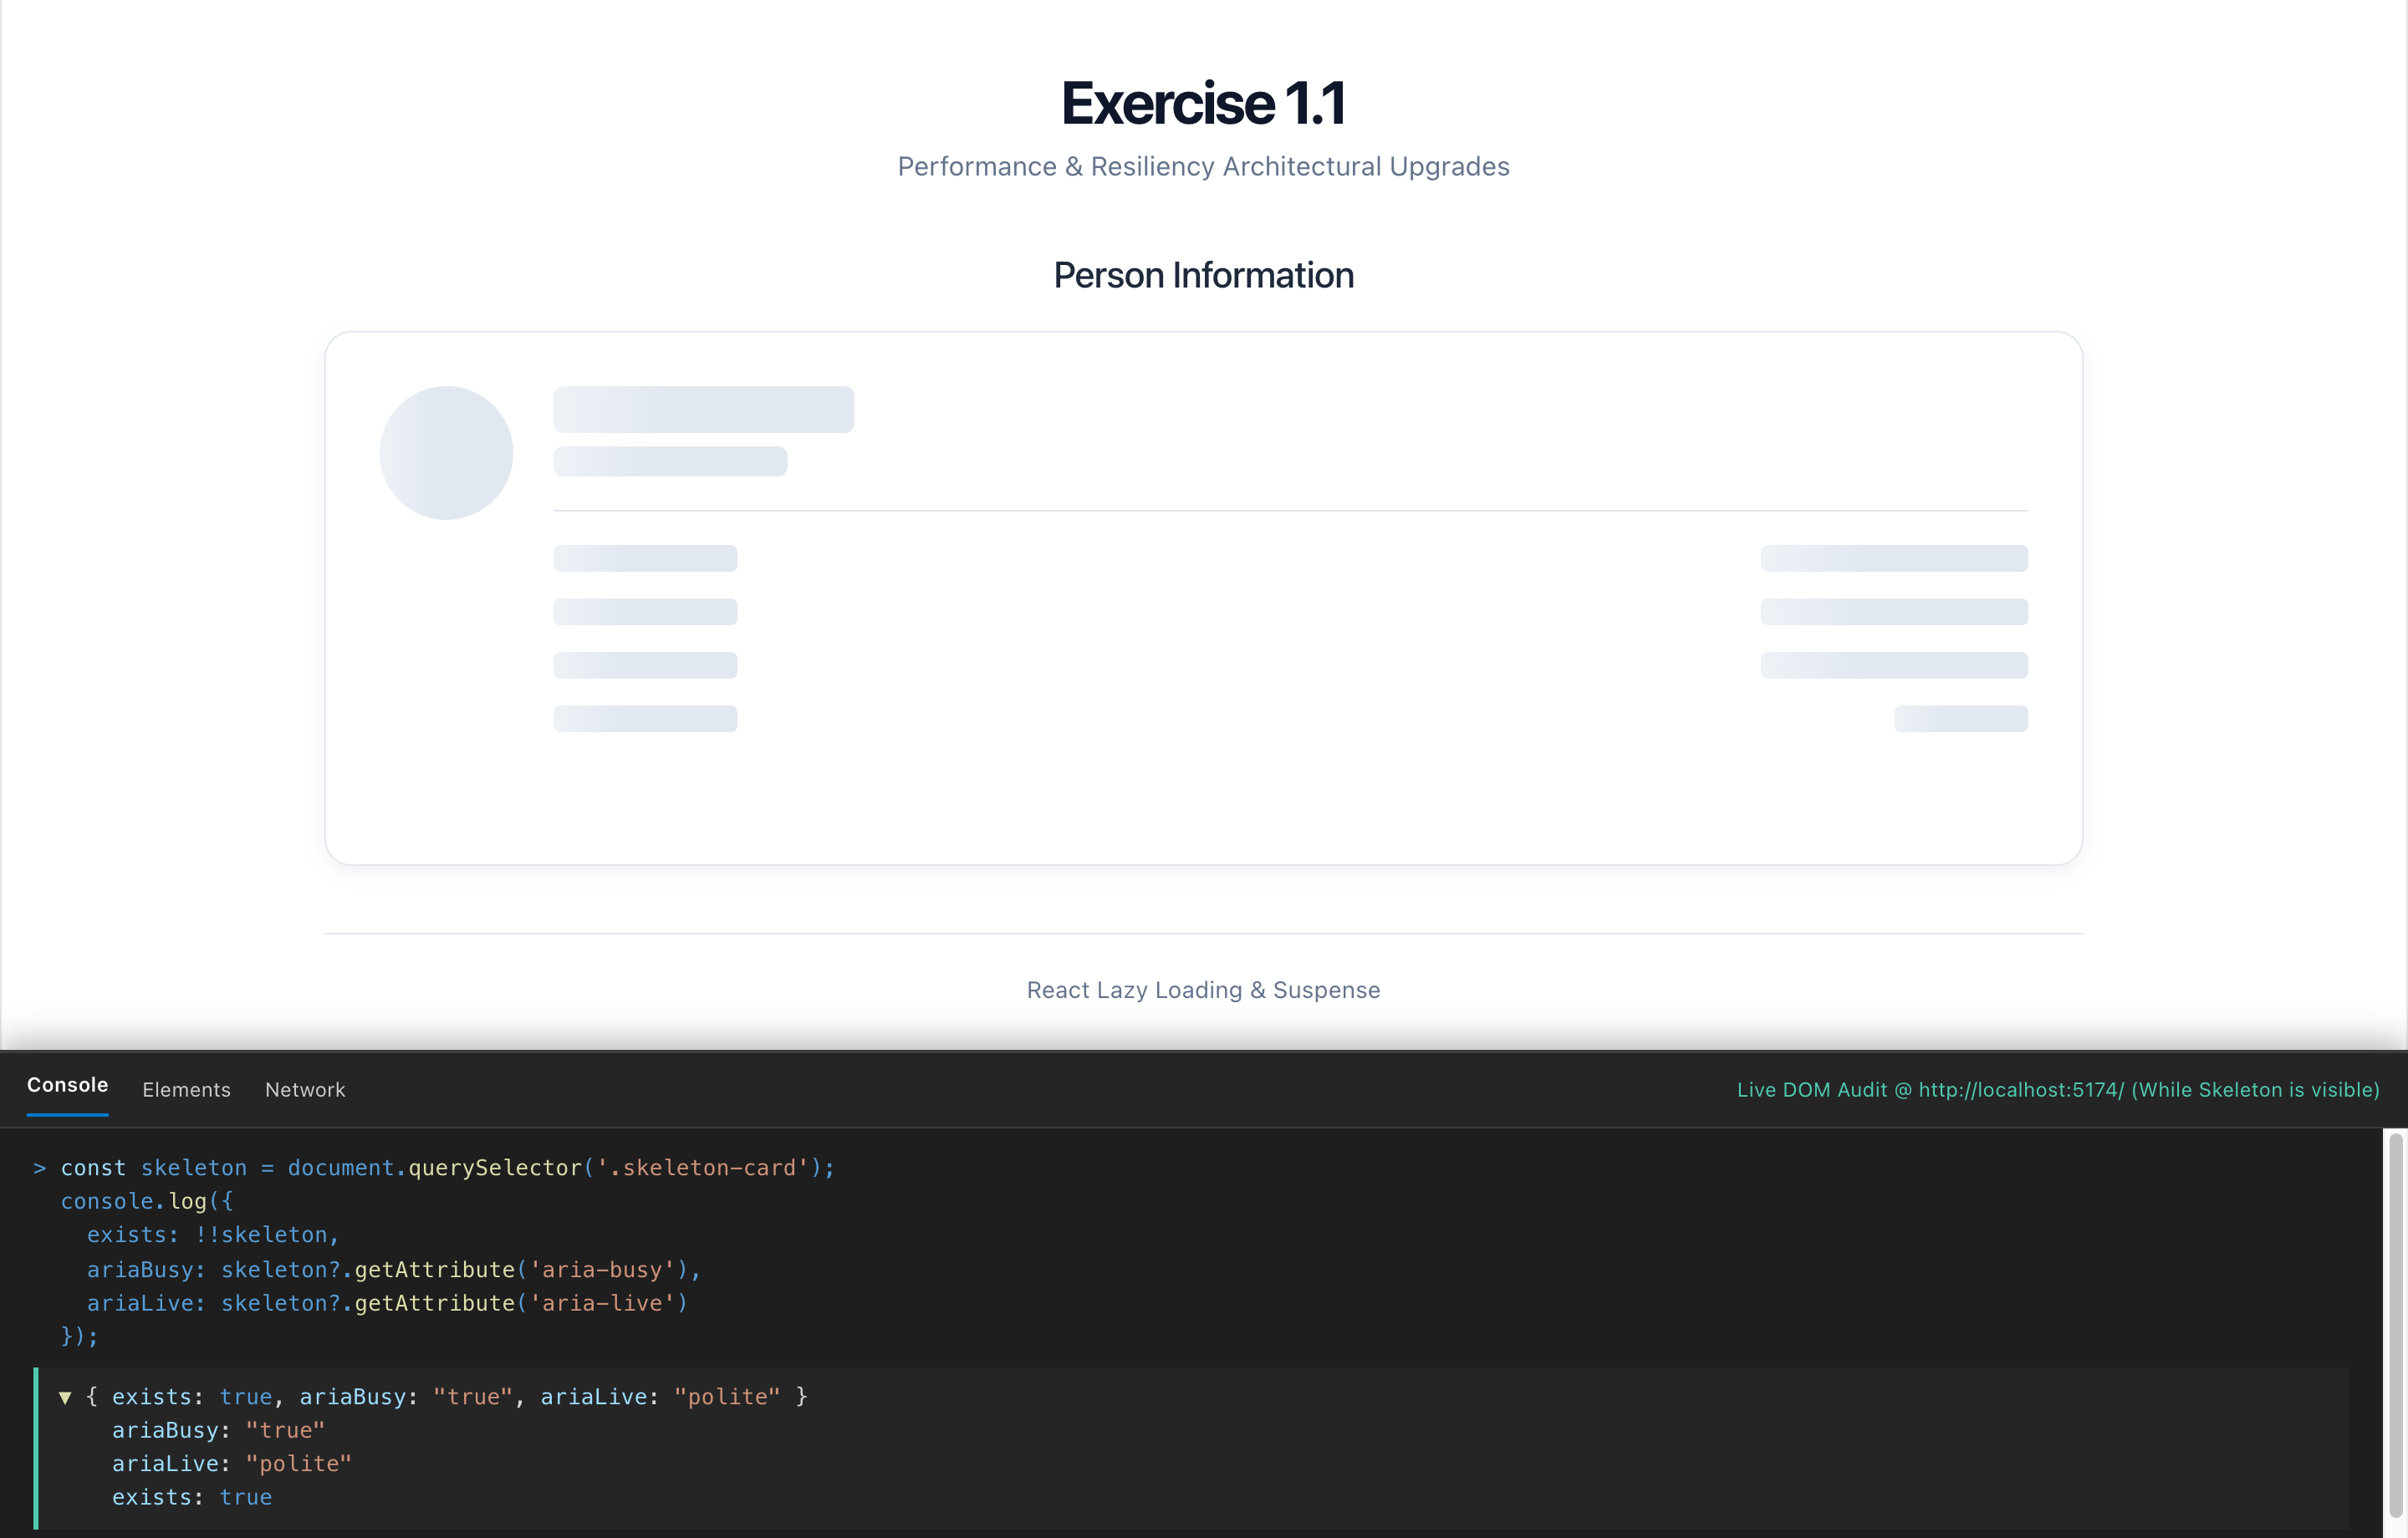 Exercise 1.1
Performance & Resiliency Architectural Upgrades
Person Information
React Lazy Loading & Suspense
Console Elements Network Live DOM Audit @ http://localhost:5174/ (While Skeleton is visible)
> const skeleton = document.querySelector('.skeleton-card');
console.log({
exists: !!skeleton,
ariaBusy: skeleton?.getAttribute('aria-busy'),
ariaLive: skeleton?.getAttribute('aria-live')
});
▼ { exists: true, ariaBusy: "true", ariaLive: "polite" }
ariaBusy: "true"
ariaLive: "polite"
exists: true